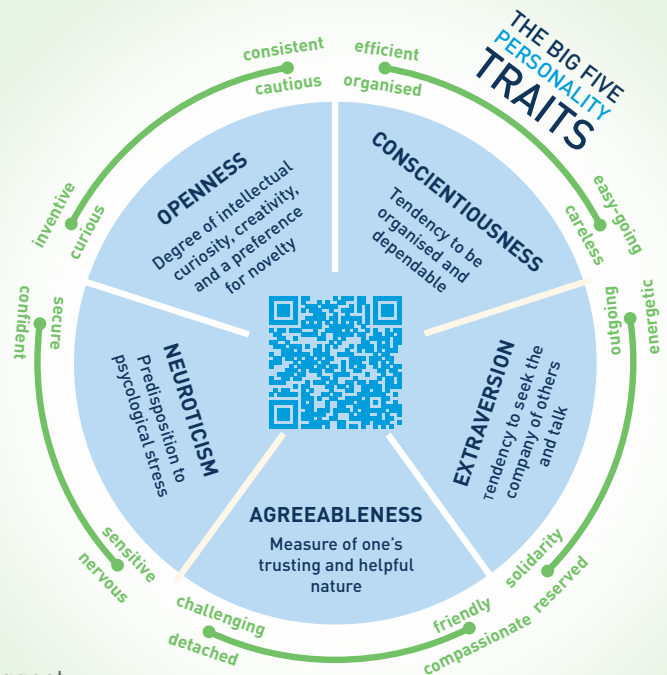 THE BIG FIVE
PERSONALITY
TRAITS
consistent
cautious
efficient
organised
inventive
curious
OPENNESS
Degree of intellectual
curiosity, creativity,
and a preference
for novelty
CONSCIENTIOUSNESS
Tendency to be
organised and
dependable
easy-going
careless
energetic
outgoing
EXTRAVERSION
Tendency to seek the
company of others
and talk
solidarity
reserved
confident
secure
NEUROTICISM
Predisposition to
psycological stress
sensitive
nervous
AGREEABLENESS
Measure of one's
trusting and helpful
nature
challenging
detached
friendly
compassionate